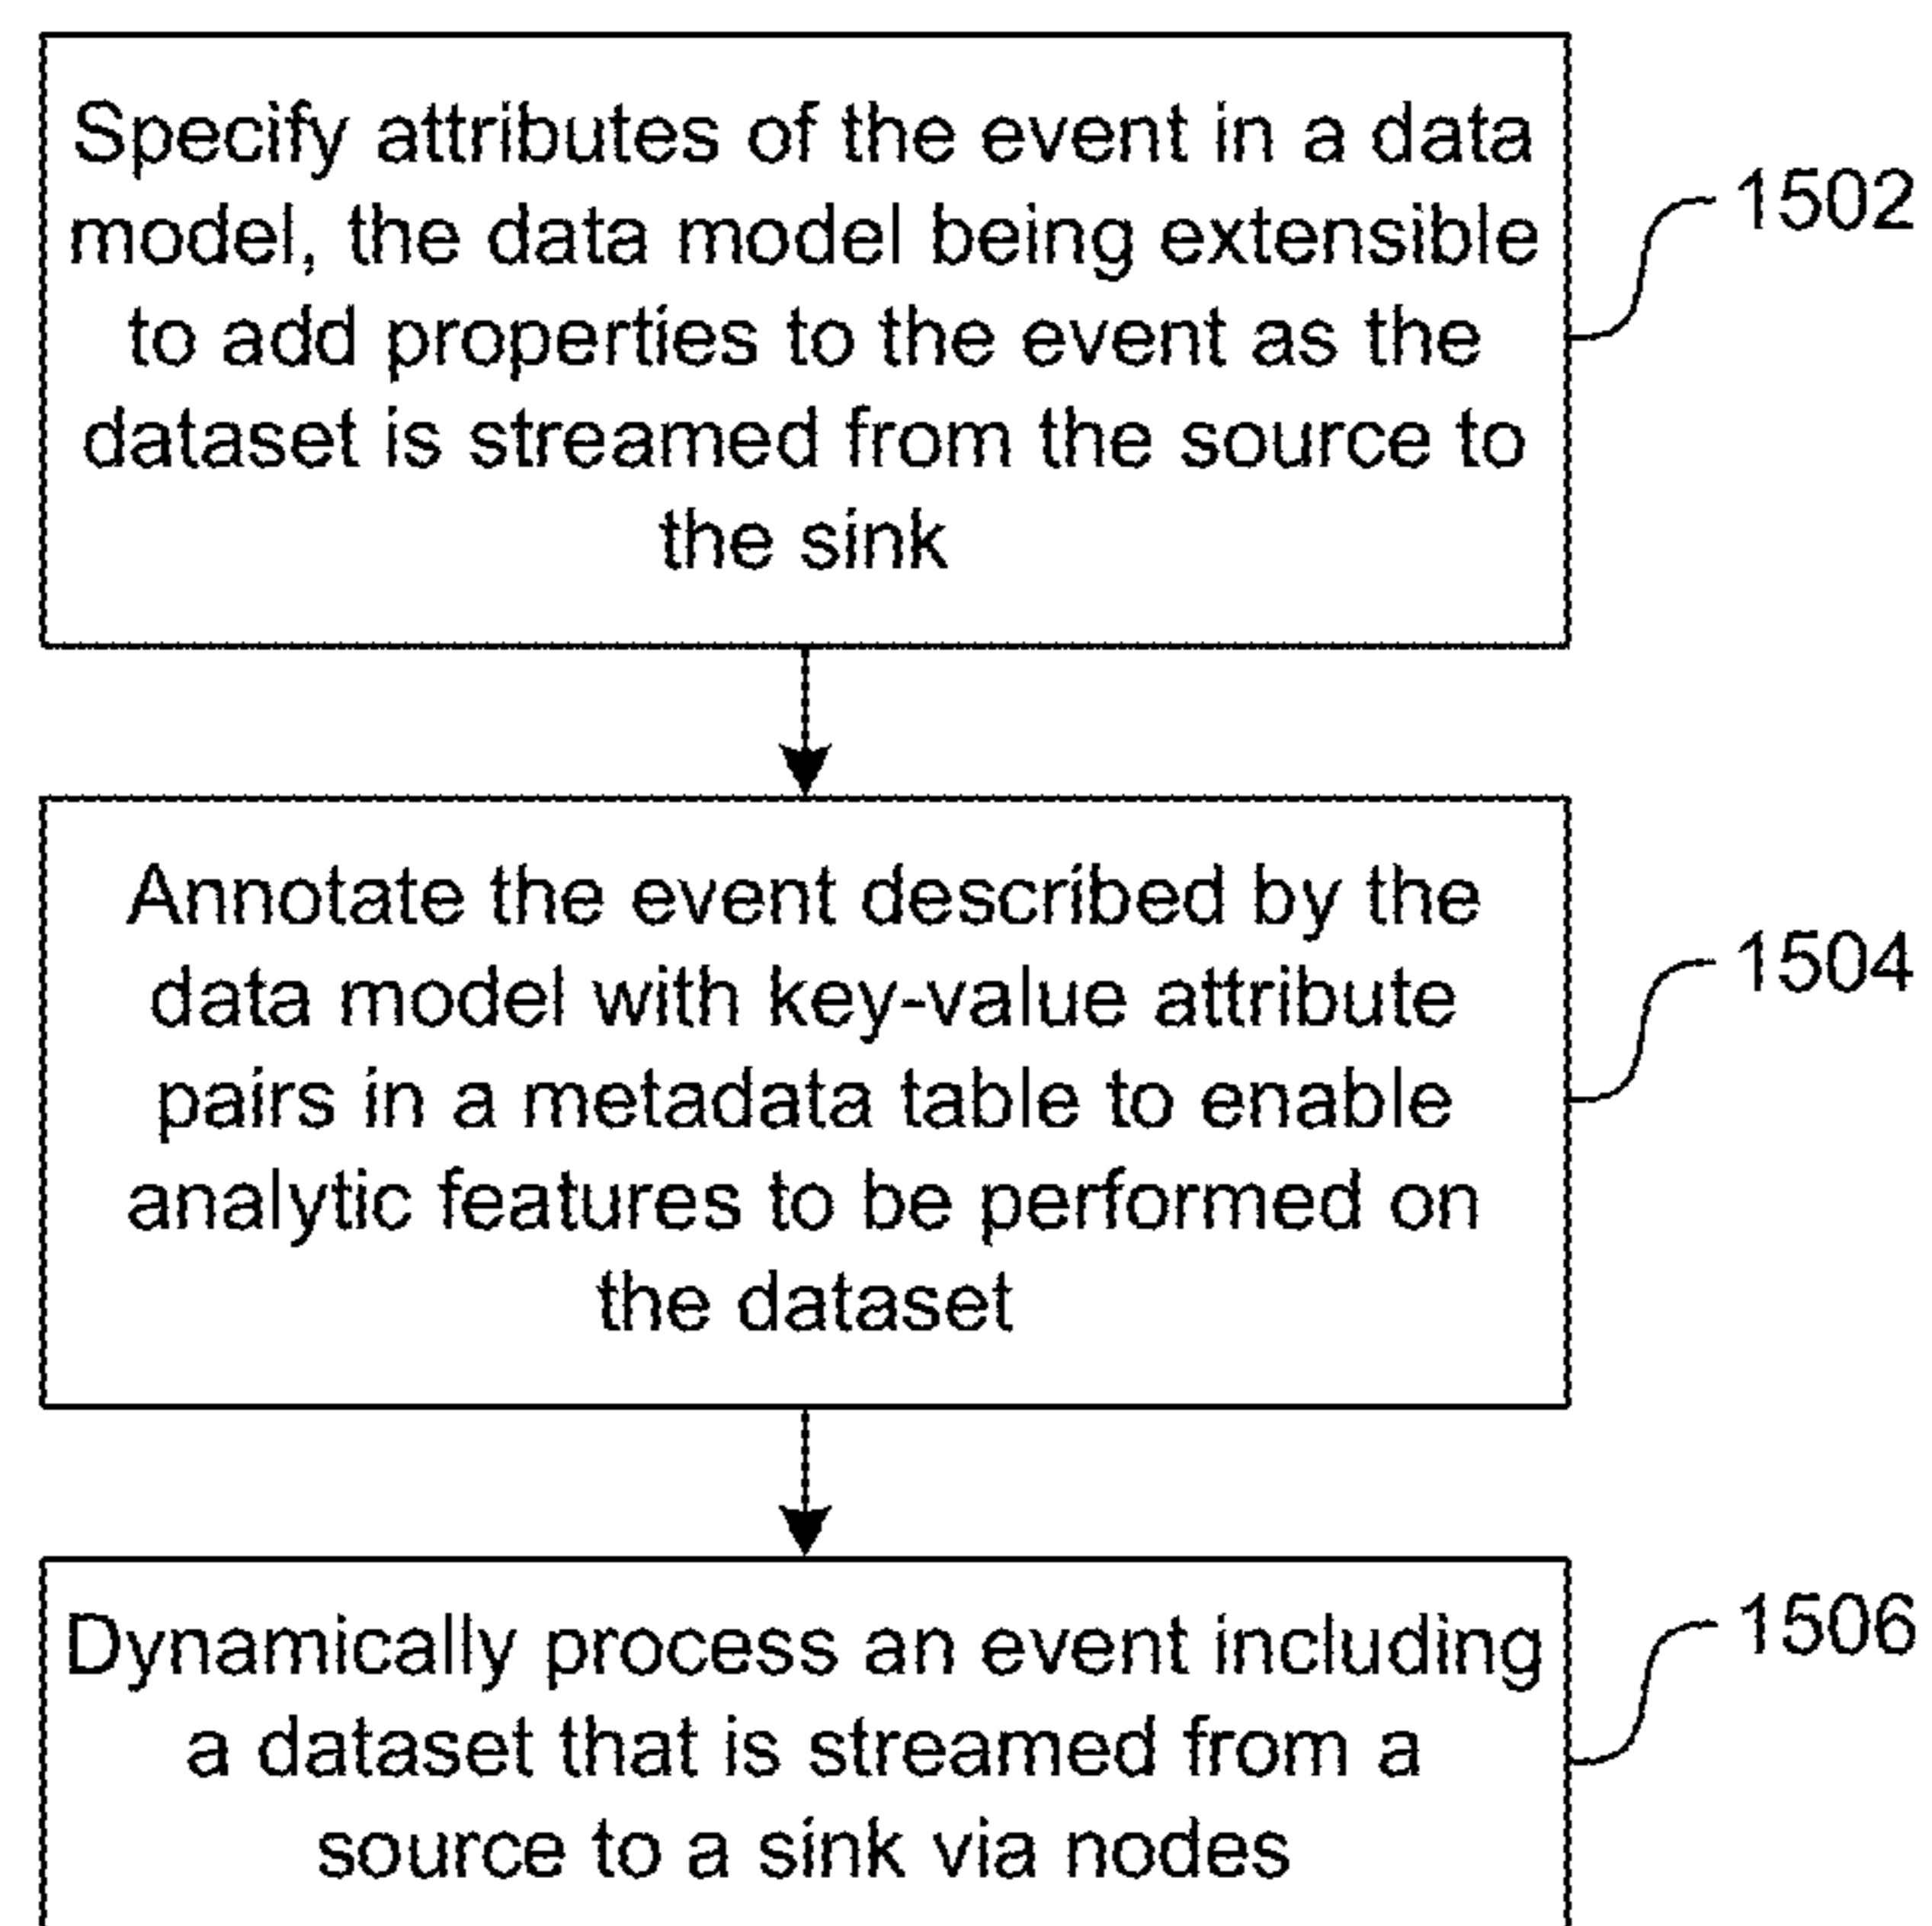 Specify attributes of the event in a data
model, the data model being extensible
to add properties to the event as the
dataset is streamed from the source to
the sink
1502
Annotate the event described by the
data model with key-value attribute
pairs in a metadata table to enable
analytic features to be performed on
the dataset
1504
Dynamically process an event including
a dataset that is streamed from a
source to a sink via nodes
1506